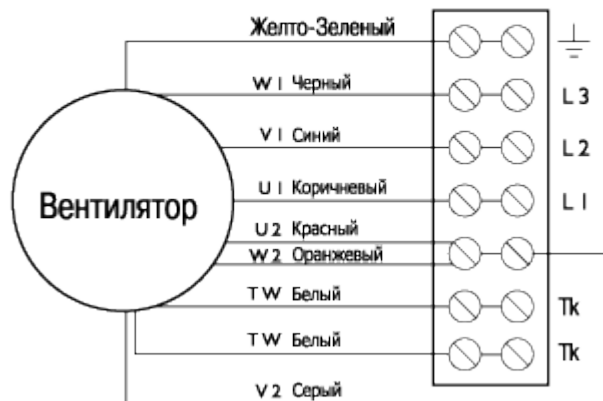 Желто-Зеленый
W1 Черный L3
V1 Синий L2
U1 Коричневый L1
Вентилятор
U2 Красный
W2 Оранжевый
TW Белый Tk
TW Белый Tk
V2 Серый